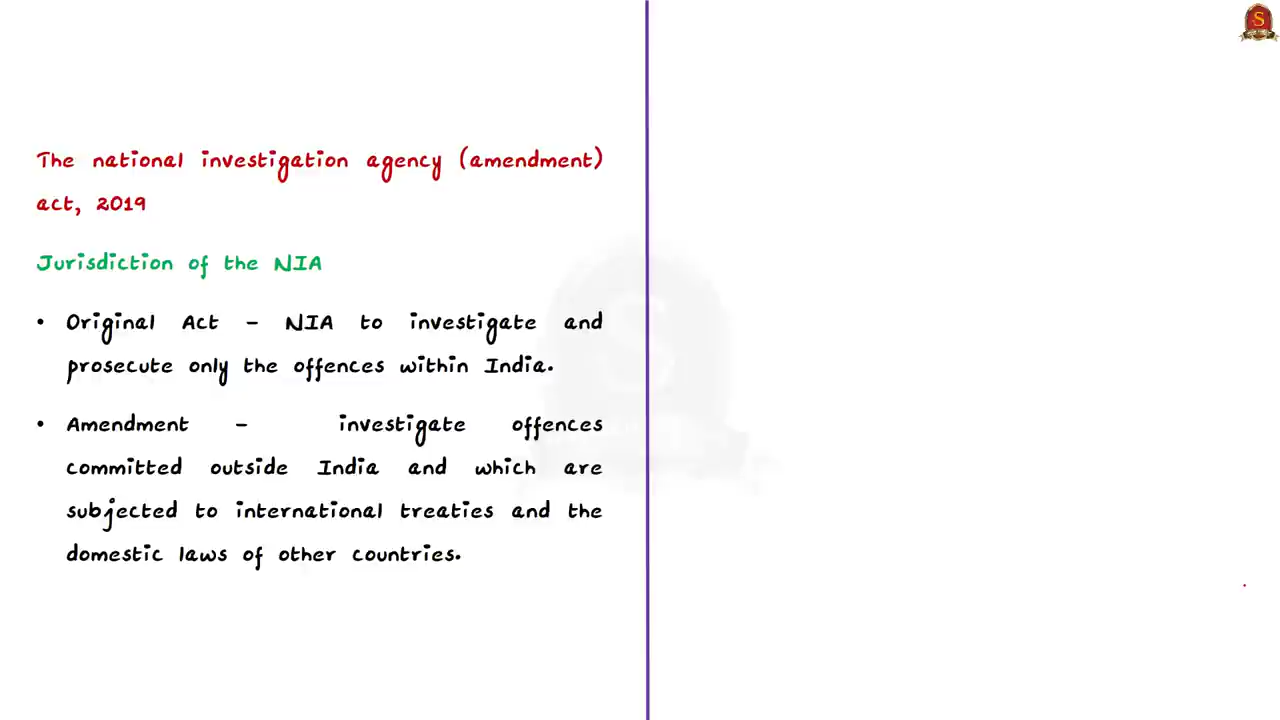 The national investigation agency (amendment)
act, 2019
Jurisdiction of the NIA
• Original Act - NIA to investigate and
prosecute only the offences within India.
• Amendment - investigate offences
committed outside India and which are
subjected to international treaties and the
domestic laws of other countries.
S